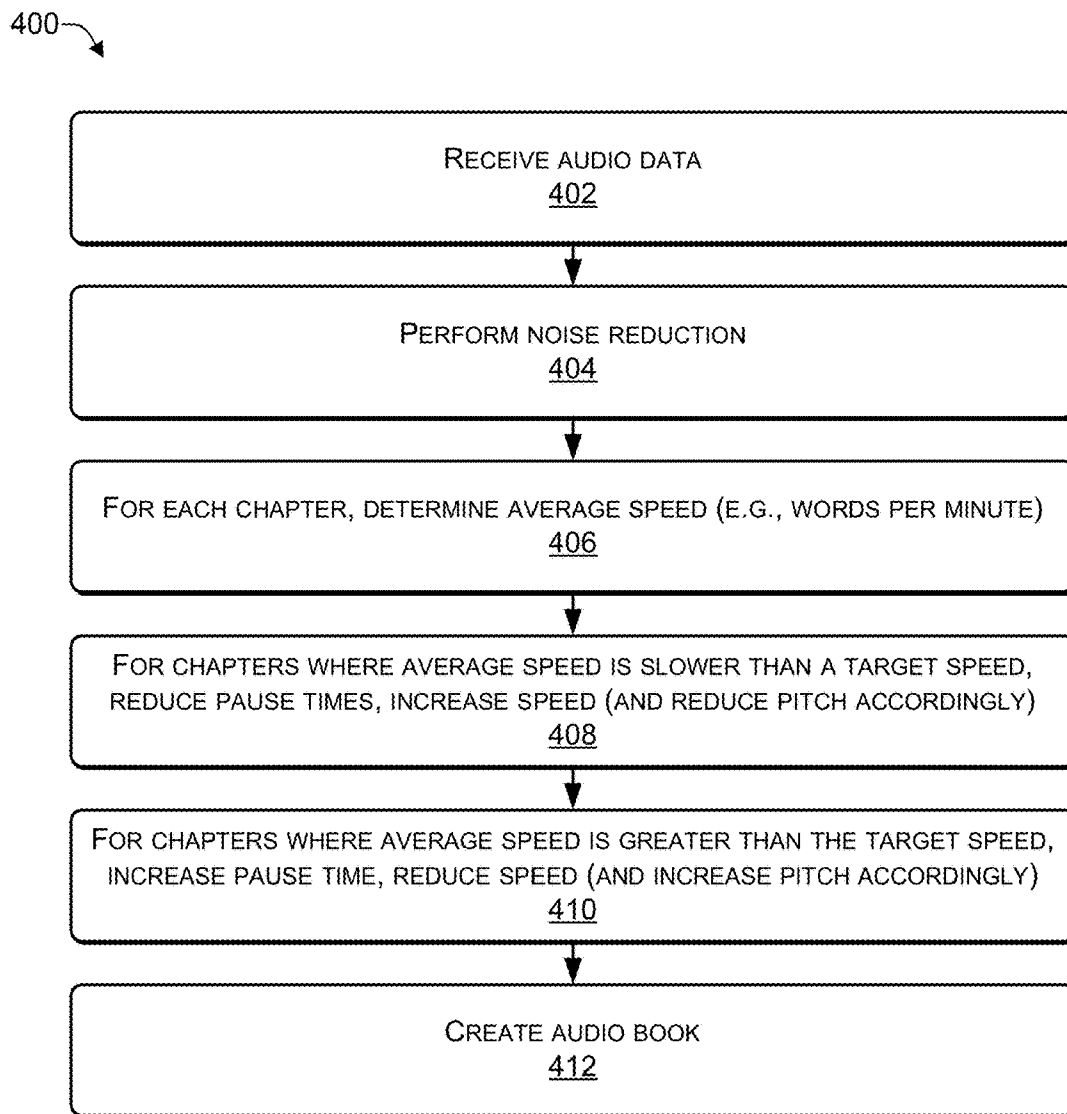 400
RECEIVE AUDIO DATA
402
PERFORM NOISE REDUCTION
404
FOR EACH CHAPTER, DETERMINE AVERAGE SPEED (E.G., WORDS PER MINUTE)
406
FOR CHAPTERS WHERE AVERAGE SPEED IS SLOWER THAN A TARGET SPEED,
REDUCE PAUSE TIMES, INCREASE SPEED (AND REDUCE PITCH ACCORDINGLY)
408
FOR CHAPTERS WHERE AVERAGE SPEED IS GREATER THAN THE TARGET SPEED,
INCREASE PAUSE TIME, REDUCE SPEED (AND INCREASE PITCH ACCORDINGLY)
410
CREATE AUDIO BOOK
412